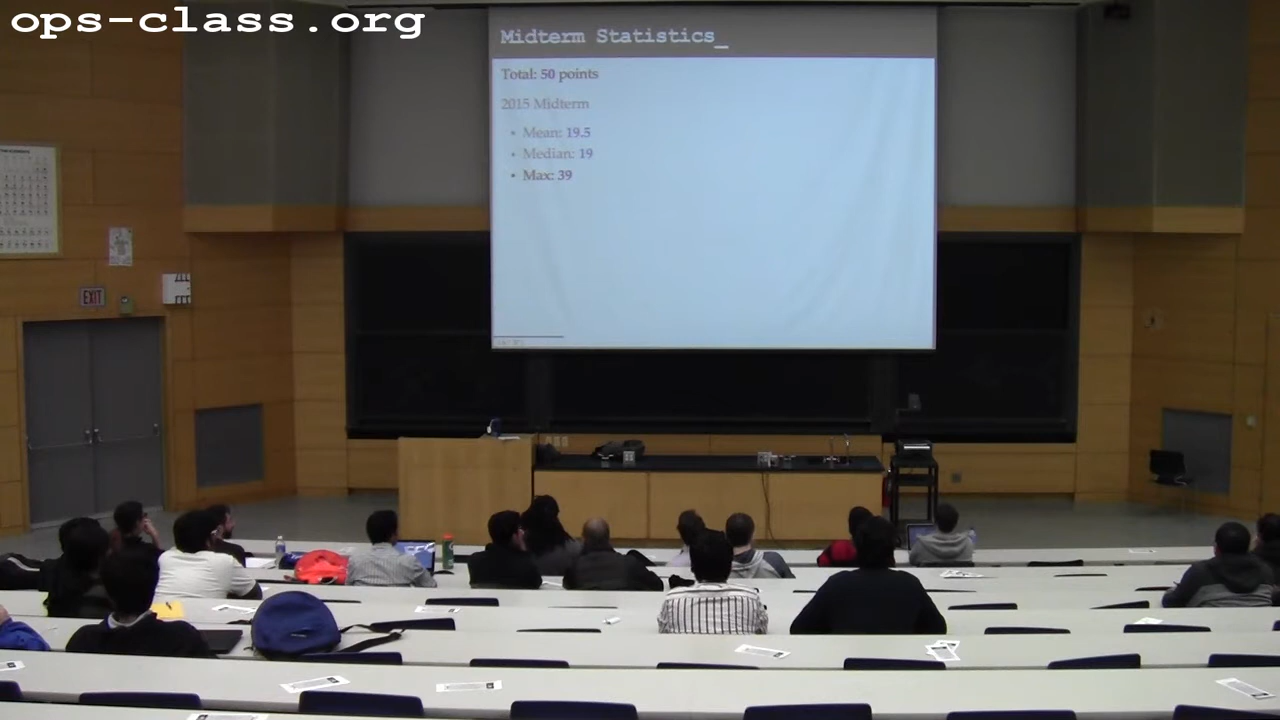 ops-class.org
Midterm Statistics_
Total: 50 points
2015 Midterm
• Mean: 19.5
• Median: 19
• Max: 39
EXIT